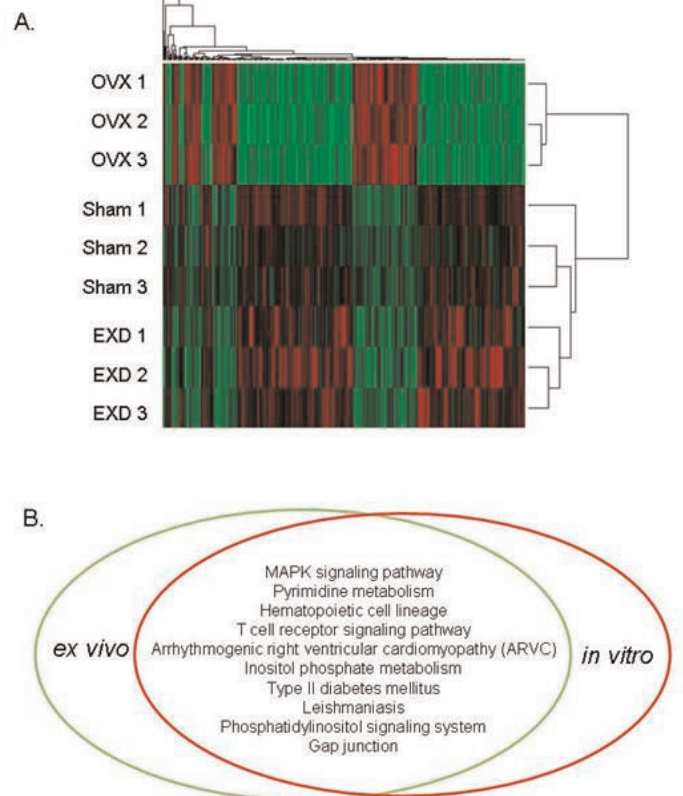 A.
OVX 1
OVX 2
OVX 3
Sham 1
Sham 2
Sham 3
EXD 1
EXD 2
EXD 3
B.
ex vivo
MAPK signaling pathway
Pyrimidine metabolism
Hematopoietic cell lineage
T cell receptor signaling pathway
Arrhythmogenic right ventricular cardiomyopathy (ARVC)
Inositol phosphate metabolism
Type II diabetes mellitus
Leishmaniasis
Phosphatidylinositol signaling system
Gap junction
in vitro